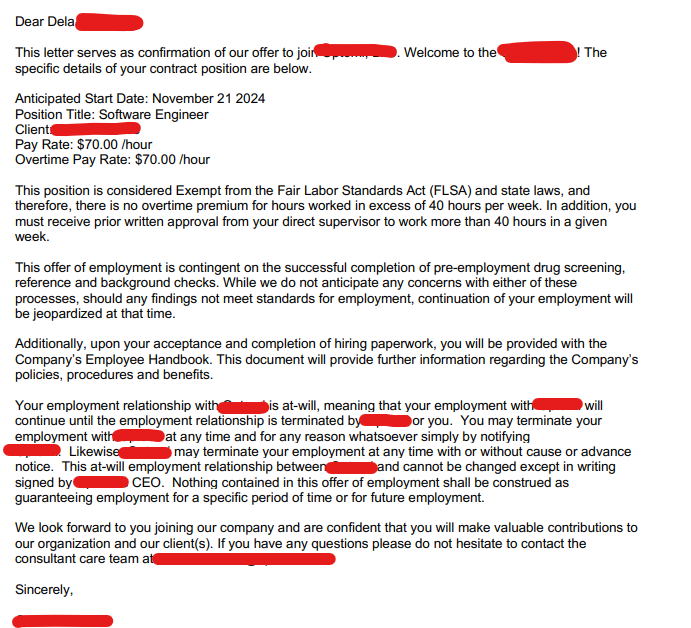 Dear Dela
This letter serves as confirmation of our offer to join . Welcome to the ! The
specific details of your contract position are below.
Anticipated Start Date: November 21 2024
Position Title: Software Engineer
Client:
Pay Rate: $70.00 /hour
Overtime Pay Rate: $70.00 /hour
This position is considered Exempt from the Fair Labor Standards Act (FLSA) and state laws, and
therefore, there is no overtime premium for hours worked in excess of 40 hours per week. In addition, you
must receive prior written approval from your direct supervisor to work more than 40 hours in a given
week.
This offer of employment is contingent on the successful completion of pre-employment drug screening,
reference and background checks. While we do not anticipate any concerns with either of these
processes, should any findings not meet standards for employment, continuation of your employment will
be jeopardized at that time.
Additionally, upon your acceptance and completion of hiring paperwork, you will be provided with the
Company's Employee Handbook. This document will provide further information regarding the Company's
policies, procedures and benefits.
Your employment relationship with is at-will, meaning that your employment with will
continue until the employment relationship is terminated by or you. You may terminate your
employment with at any time and for any reason whatsoever simply by notifying
. Likewise may terminate your employment at any time with or without cause or advance
notice. This at-will employment relationship between and cannot be changed except in writing
signed by CEO. Nothing contained in this offer of employment shall be construed as
guaranteeing employment for a specific period of time or for future employment.
We look forward to you joining our company and are confident that you will make valuable contributions to
our organization and our client(s). If you have any questions please do not hesitate to contact the
consultant care team at
Sincerely,